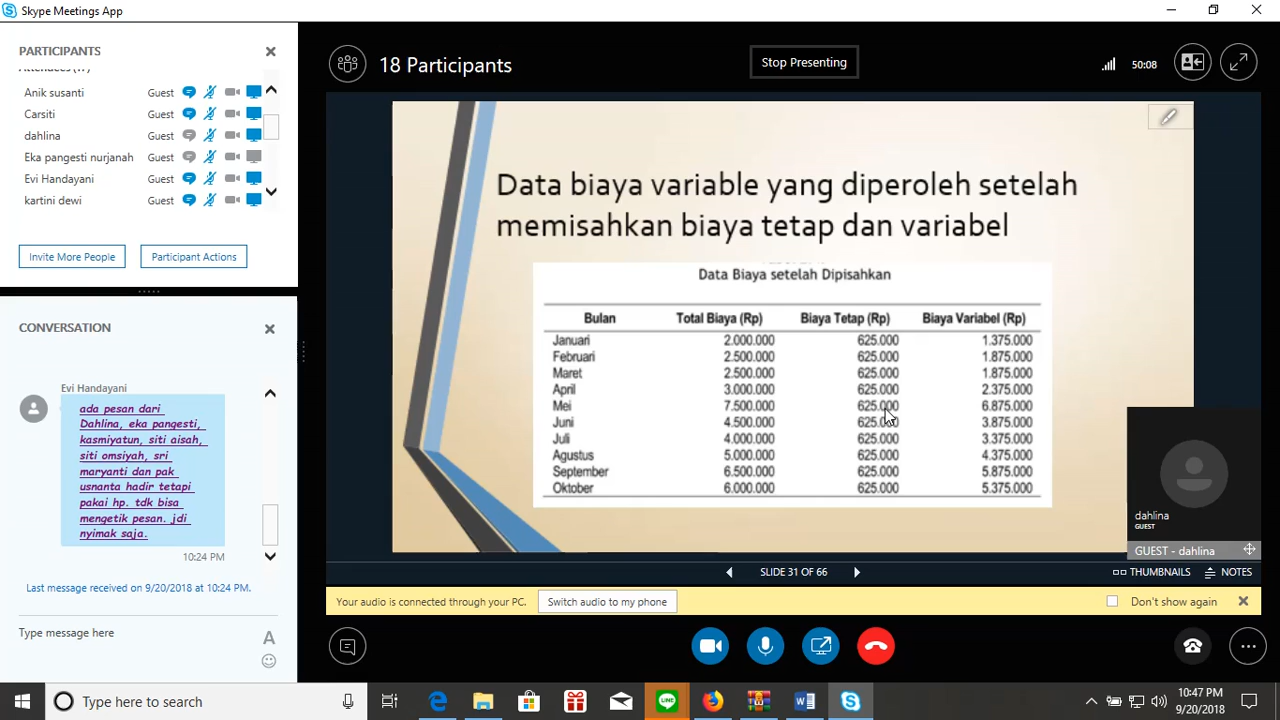 Skype Meetings App
PARTICIPANTS
Anik susanti Guest
Carsiti Guest
dahlina Guest
Eka pangesti nurjanah Guest
Evi Handayani Guest
kartini dewi Guest
Invite More People
Participant Actions
CONVERSATION
Evi Handayani
ada pesan dari
Dahlina, eka pangesti,
kasmiyatun, siti aisah,
siti omsiyah, sri
maryanti dan pak
usnanta hadir tetapi
pakai hp. tdk bisa
mengetik pesan. jdi
nyimak saja.
10:24 PM
Last message received on 9/20/2018 at 10:24 PM.
Type message here
A
18 Participants
Stop Presenting
50:08
Data biaya variable yang diperoleh setelah
memisahkan biaya tetap dan variabel
Data Biaya setelah Dipisahkan
Bulan Total Biaya (Rp) Biaya Tetap (Rp) Biaya Variabel (Rp)
Januari 2.000.000 625.000 1.375.000
Februari 2.500.000 625.000 1.875.000
Maret 2.500.000 625.000 1.875.000
April 3.000.000 625.000 2.375.000
Mei 7.500.000 625.000 6.875.000
Juni 4.500.000 625.000 3.875.000
Juli 4.000.000 625.000 3.375.000
Agustus 5.000.000 625.000 4.375.000
September 6.500.000 625.000 5.875.000
Oktober 6.000.000 625.000 5.375.000
dahlina
GUEST
GUEST - dahlina
SLIDE 31 OF 66
THUMBNAILS
NOTES
Your audio is connected through your PC.
Switch audio to my phone
Don't show again
Type here to search
LINE
10:47 PM
9/20/2018